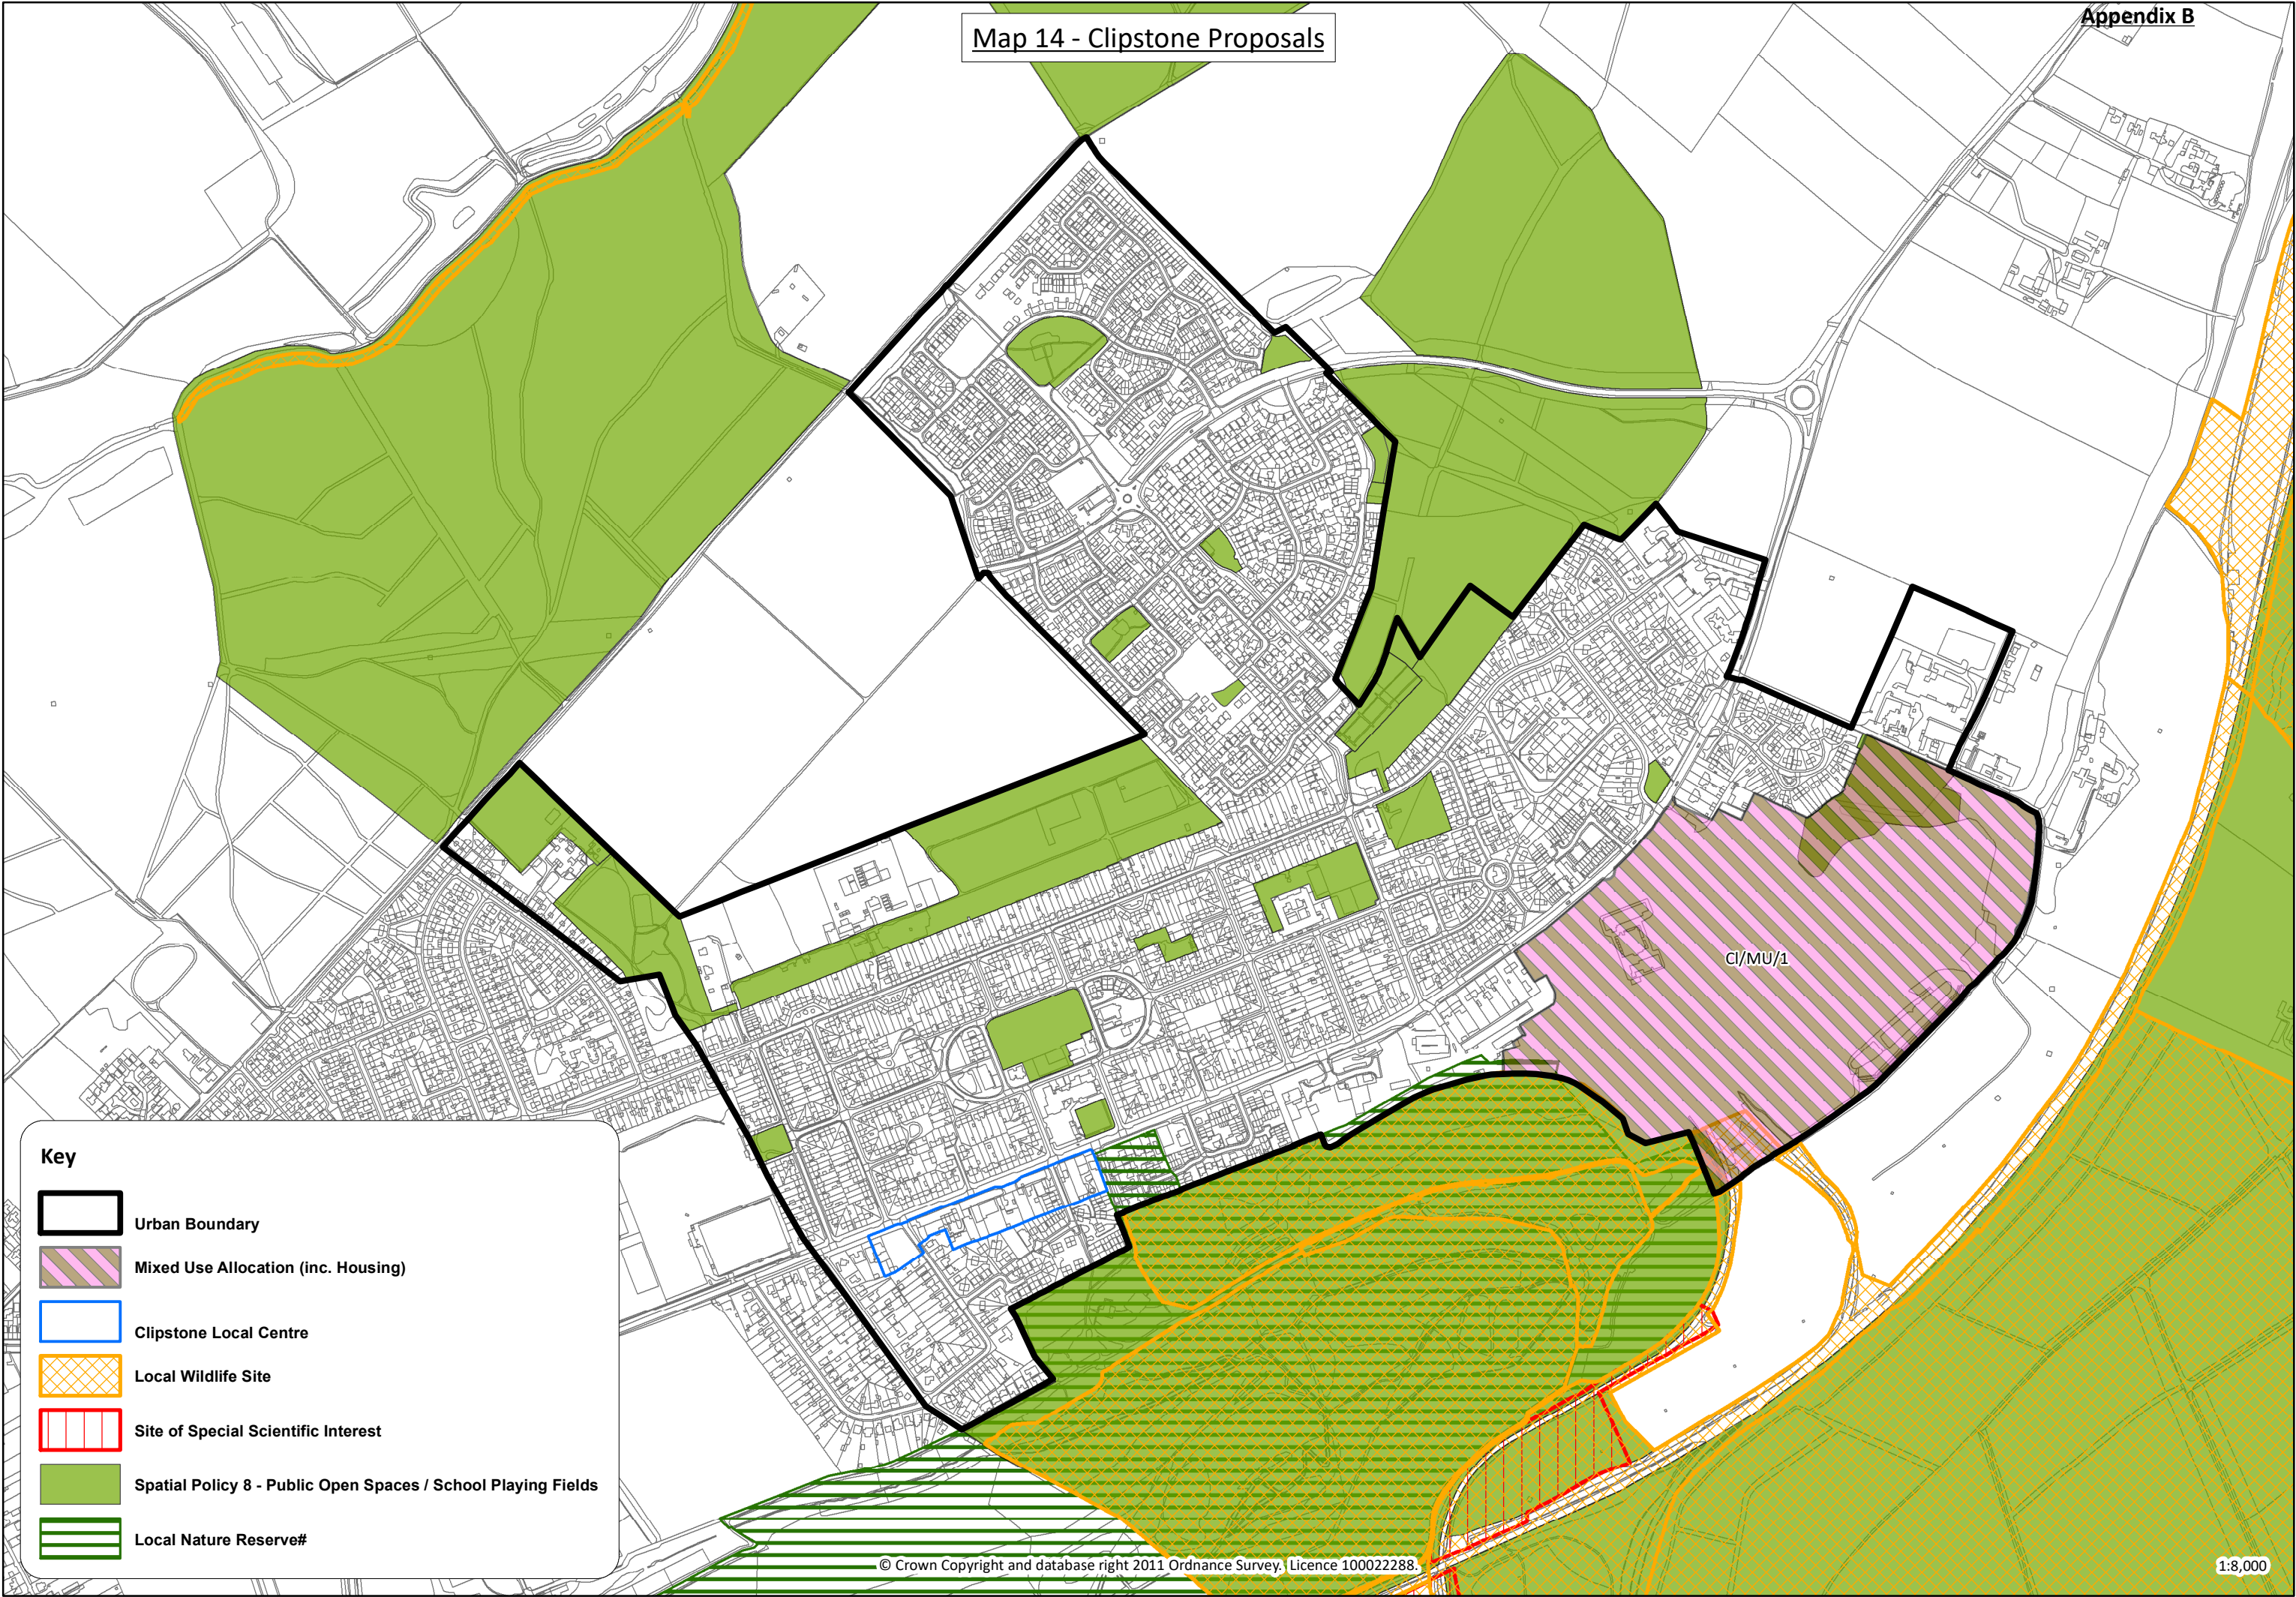 Appendix B
Map 14 - Clipstone Proposals
Cl/MU/1
Key
Urban Boundary
Mixed Use Allocation (inc. Housing)
Clipstone Local Centre
Local Wildlife Site
Site of Special Scientific Interest
Spatial Policy 8 - Public Open Spaces / School Playing Fields
Local Nature Reserve#
© Crown Copyright and database right 2011 Ordnance Survey. Licence 100022288.
1:8,000